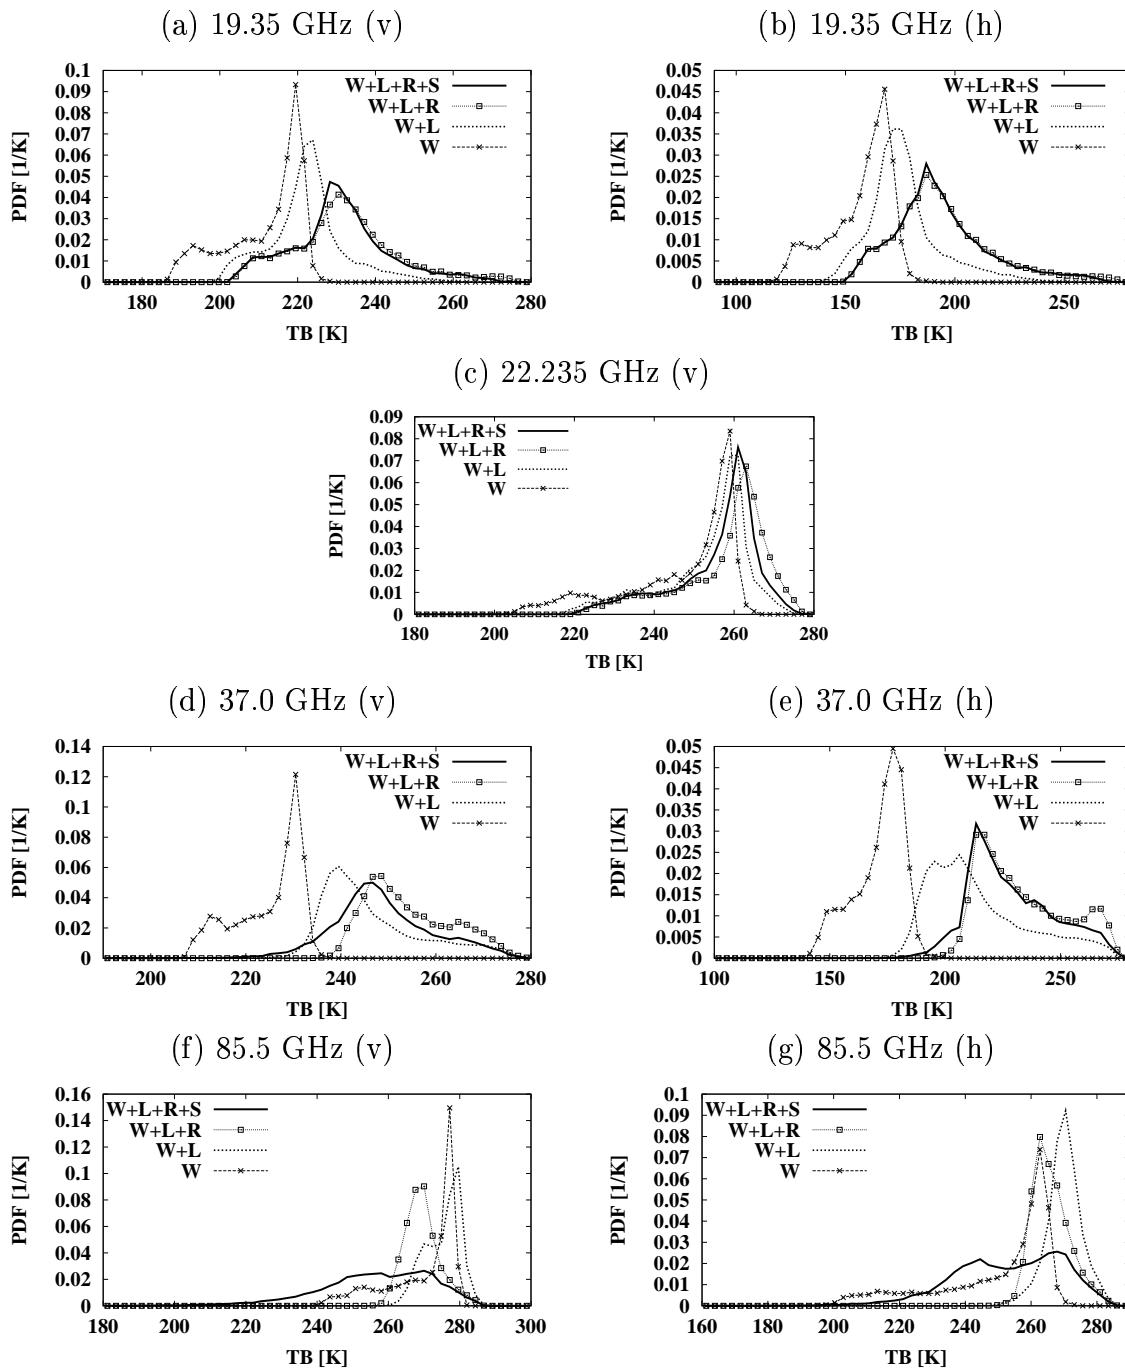 (a) 19.35 GHz (v)
PDF [1/K]
0.1
0.09
0.08
0.07
0.06
0.05
0.04
0.03
0.02
0.01
0
W+L+R+S
W+L+R
W+L
W
180 200 220 240 260 280
TB [K]
(b) 19.35 GHz (h)
PDF [1/K]
0.05
0.045
0.04
0.035
0.03
0.025
0.02
0.015
0.01
0.005
0
W+L+R+S
W+L+R
W+L
W
100 150 200 250
TB [K]
(c) 22.235 GHz (v)
PDF [1/K]
0.09
0.08
0.07
0.06
0.05
0.04
0.03
0.02
0.01
0
W+L+R+S
W+L+R
W+L
W
180 200 220 240 260 280
TB [K]
(d) 37.0 GHz (v)
PDF [1/K]
0.14
0.12
0.1
0.08
0.06
0.04
0.02
0
W+L+R+S
W+L+R
W+L
W
200 220 240 260 280
TB [K]
(e) 37.0 GHz (h)
PDF [1/K]
0.05
0.045
0.04
0.035
0.03
0.025
0.02
0.015
0.01
0.005
0
W+L+R+S
W+L+R
W+L
W
100 150 200 250
TB [K]
(f) 85.5 GHz (v)
PDF [1/K]
0.16
0.14
0.12
0.1
0.08
0.06
0.04
0.02
0
W+L+R+S
W+L+R
W+L
W
180 200 220 240 260 280 300
TB [K]
(g) 85.5 GHz (h)
PDF [1/K]
0.1
0.09
0.08
0.07
0.06
0.05
0.04
0.03
0.02
0.01
0
W+L+R+S
W+L+R
W+L
W
160 180 200 220 240 260 280
TB [K]